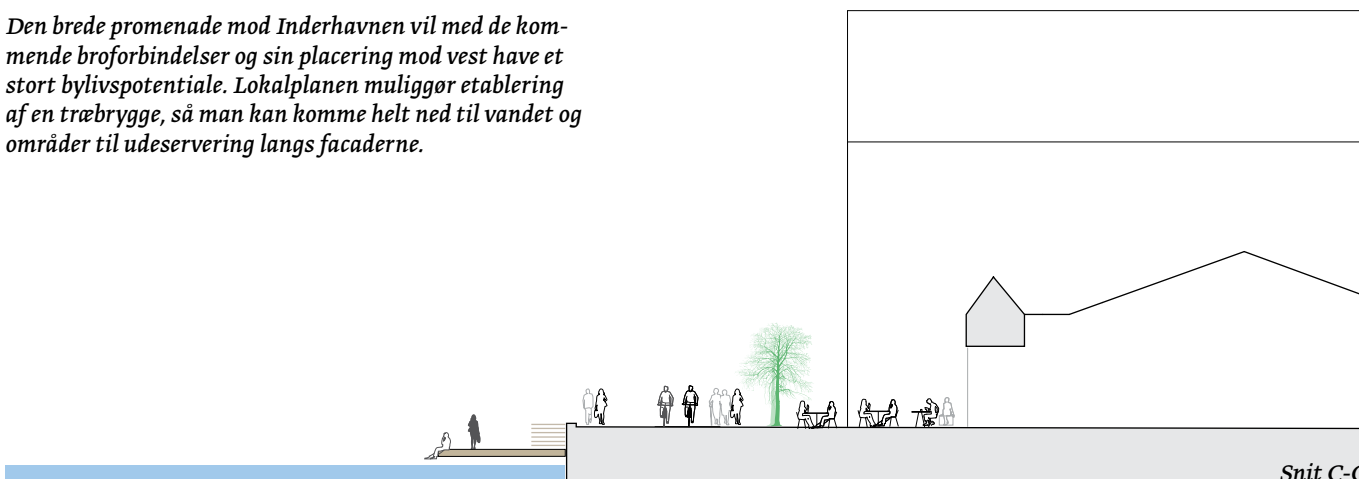 Den brede promenade mod Inderhavnen vil med de kom-
mende broforbindelser og sin placering mod vest have et
stort bylivspotentiale. Lokalplanen muliggør etablering
af en træbrygge, så man kan komme helt ned til vandet og
områder til udeservering langs facaderne.
Snit C-C